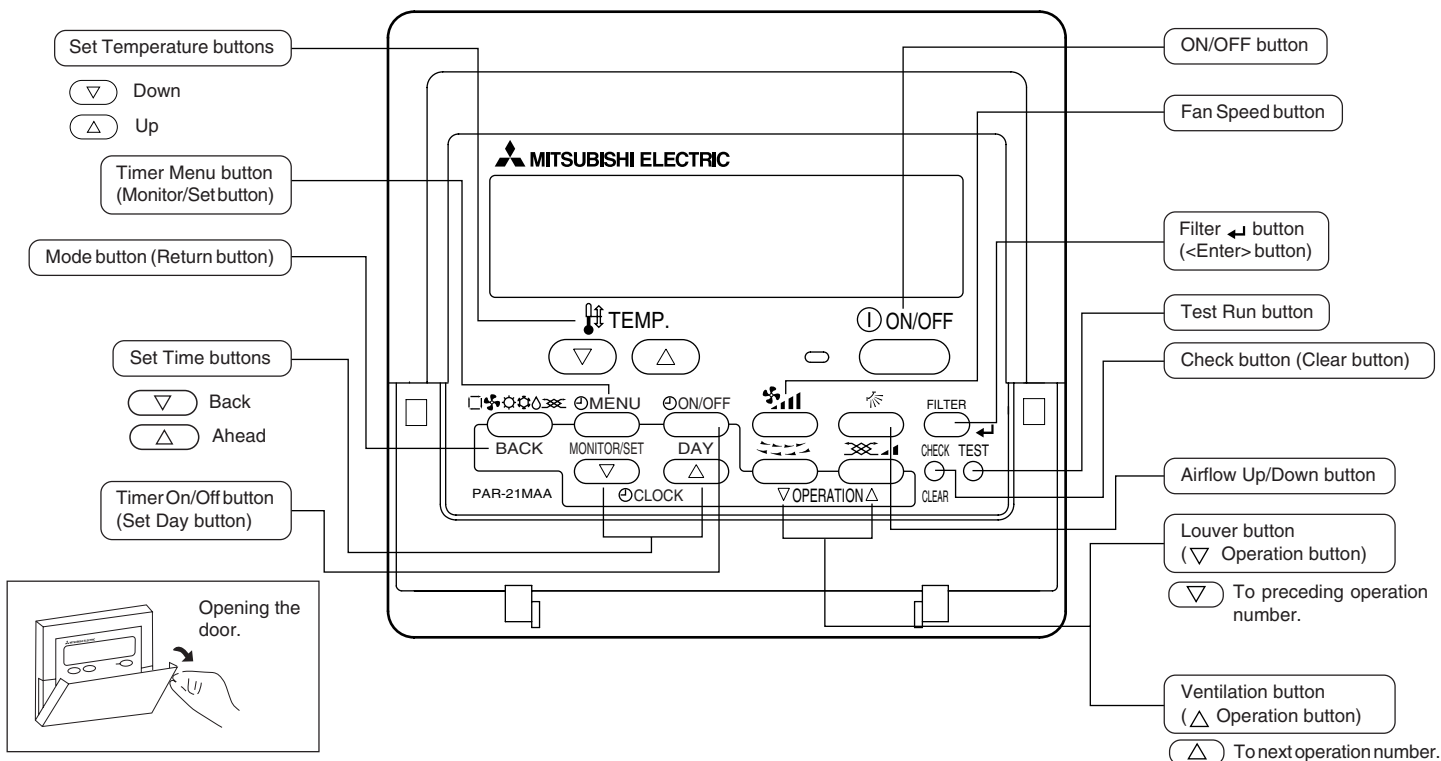 Set Temperature buttons
▽ Down
△ Up
Timer Menu button
(Monitor/Set button)
Mode button (Return button)
Set Time buttons
▽ Back
△ Ahead
Timer On/Off button
(Set Day button)
Opening the
door.
MITSUBISHI ELECTRIC
TEMP.
ON/OFF
▽ △
MENU ON/OFF
FILTER
BACK MONITOR/SET DAY
CHECK TEST
▽ △
PAR-21MAA CLOCK ▽ OPERATION △ CLEAR
ON/OFF button
Fan Speed button
Filter ↵ button
(<Enter> button)
Test Run button
Check button (Clear button)
Airflow Up/Down button
Louver button
(▽ Operation button)
▽ To preceding operation
number.
Ventilation button
(△ Operation button)
△ To next operation number.